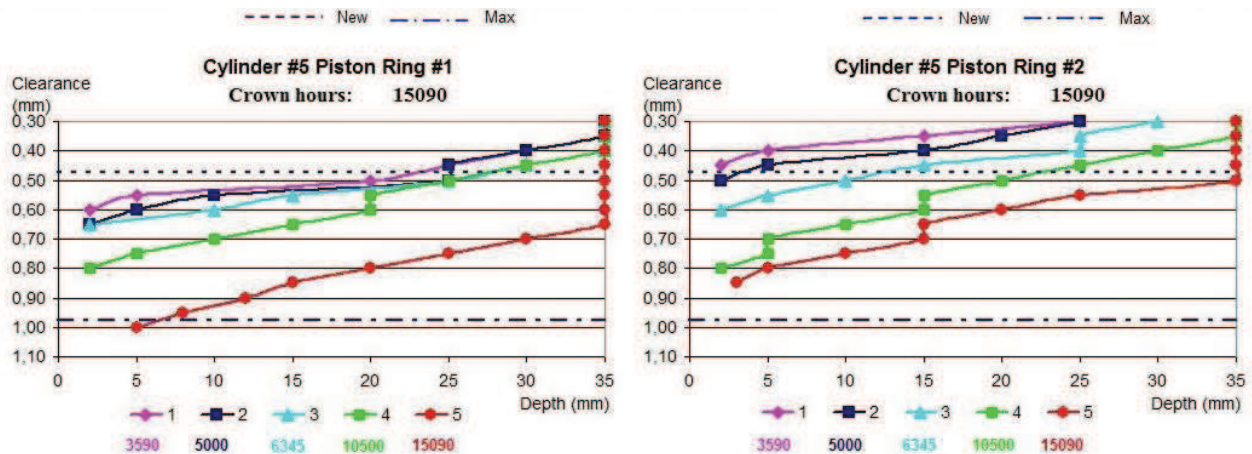 New Max
Cylinder #5 Piston Ring #1
Clearance
(mm)
Crown hours: 15090
0,30
0,40
0,50
0,60
0,70
0,80
0,90
1,00
1,10
0 5 10 15 20 25 30 35
Depth (mm)
1 2 3 4 5
3590 5000 6345 10500 15090
New Max
Cylinder #5 Piston Ring #2
Clearance
(mm)
Crown hours: 15090
0,30
0,40
0,50
0,60
0,70
0,80
0,90
1,00
1,10
0 5 10 15 20 25 30 35
Depth (mm)
1 2 3 4 5
3590 5000 6345 10500 15090